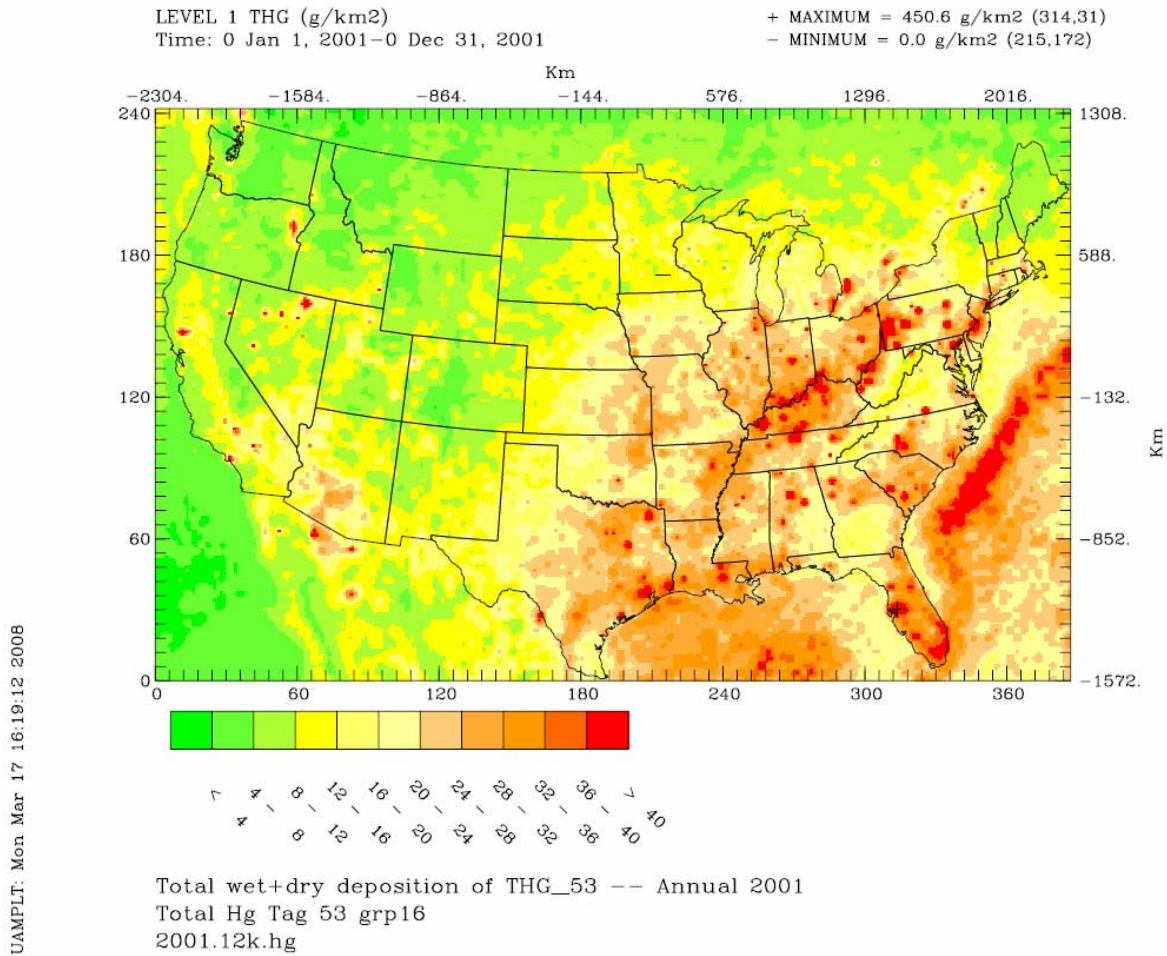 LEVEL 1 THG (g/km2)
Time: 0 Jan 1, 2001-0 Dec 31, 2001
+ MAXIMUM = 450.6 g/km2 (314,31)
- MINIMUM = 0.0 g/km2 (215,172)
Km
-2304. -1584. -864. -144. 576. 1296. 2016.
240 1308.
180 588.
120 -132.
Km
60 -852.
0 -1572.
0 60 120 180 240 300 360
< 4
4 - 8
8 - 12
12 - 16
16 - 20
20 - 24
24 - 28
28 - 32
32 - 36
36 - 40
> 40
Total wet+dry deposition of THG_53 -- Annual 2001
Total Hg Tag 53 grp16
2001.12k.hg
UAMPLT: Mon Mar 17 16:19:12 2008